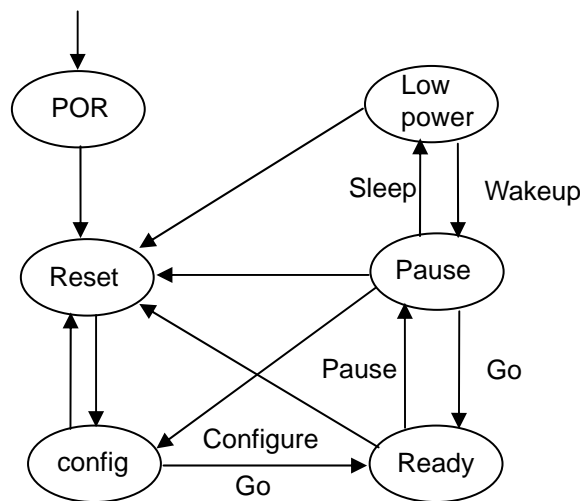 POR
Low
power
Sleep
Wakeup
Reset
Pause
Pause
Go
Configure
config
Ready
Go